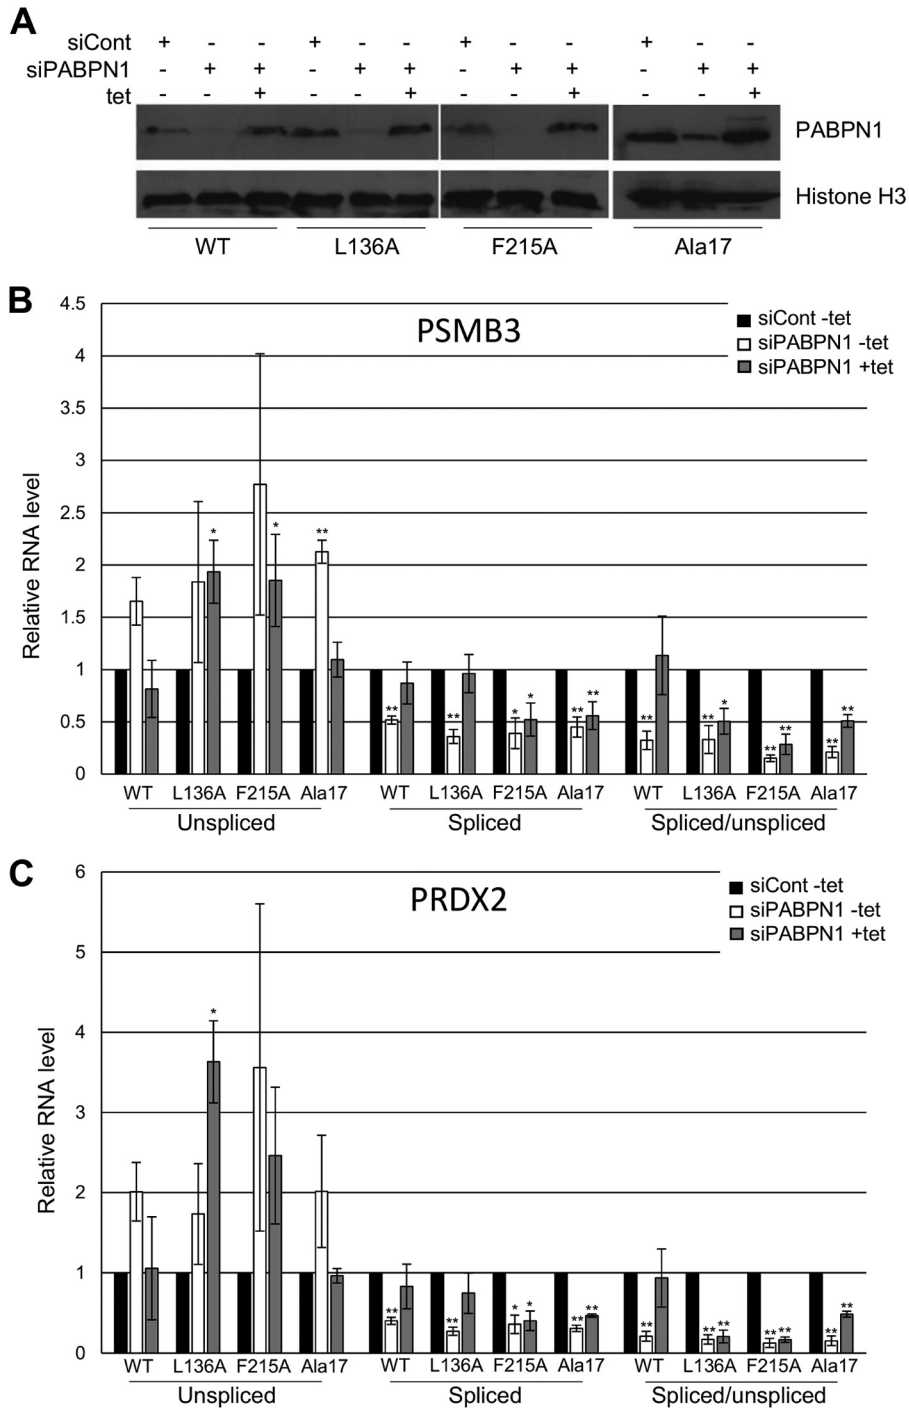 A
siCont + - - + - - + - - + - -
siPABPN1 - + + - + + - + + - + +
tet - - + - - + - - + - - +
PABPN1
Histone H3
WT L136A F215A Ala17
B
PSMB3
siCont -tet
siPABPN1 -tet
siPABPN1 +tet
Relative RNA level
4.5
4
3.5
3
2.5
2
1.5
1
0.5
0
* * **
** ** * * * ** ** ** ** * ** ** ** **
WT L136A F215A Ala17 WT L136A F215A Ala17 WT L136A F215A Ala17
Unspliced Spliced Spliced/unspliced
C
PRDX2
siCont -tet
siPABPN1 -tet
siPABPN1 +tet
Relative RNA level
6
5
4
3
2
1
0
*
** ** * * ** ** ** ** ** ** ** ** **
WT L136A F215A Ala17 WT L136A F215A Ala17 WT L136A F215A Ala17
Unspliced Spliced Spliced/unspliced